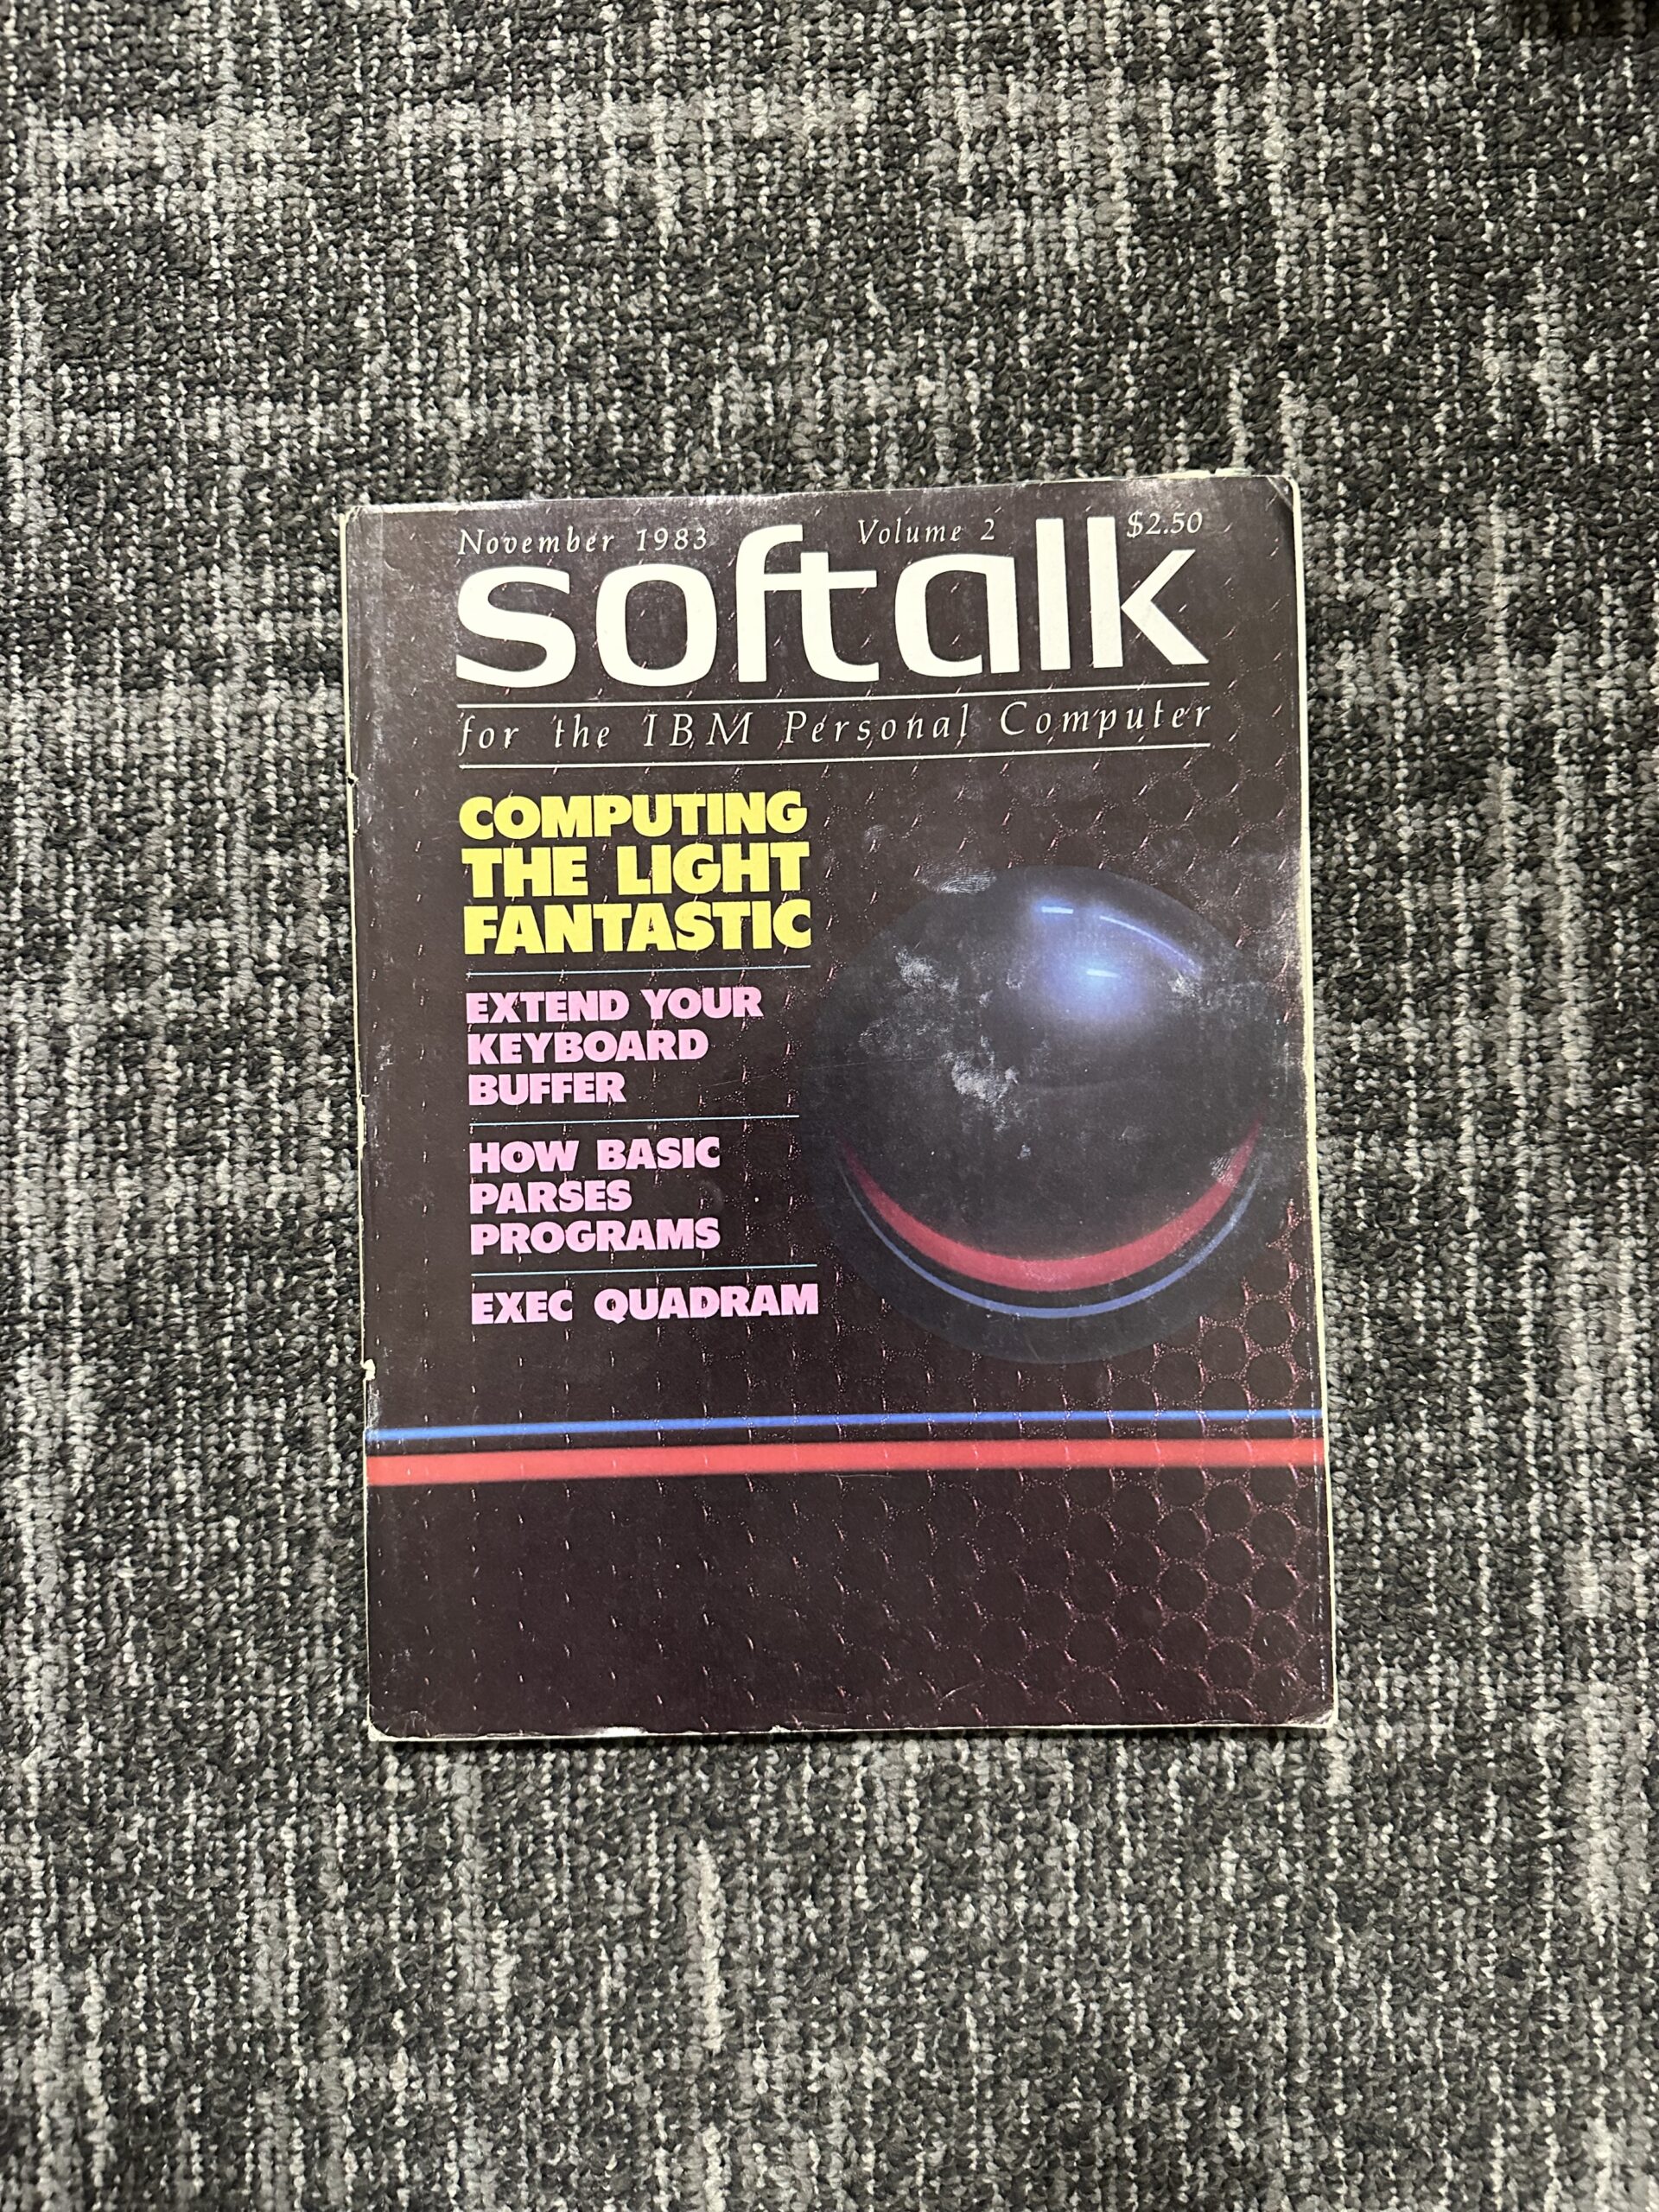 November 1983 Volume 2 $2.50
softalk
for the IBM Personal Computer
COMPUTING
THE LIGHT
FANTASTIC
EXTEND YOUR
KEYBOARD
BUFFER
HOW BASIC
PARSES
PROGRAMS
EXEC QUADRAM